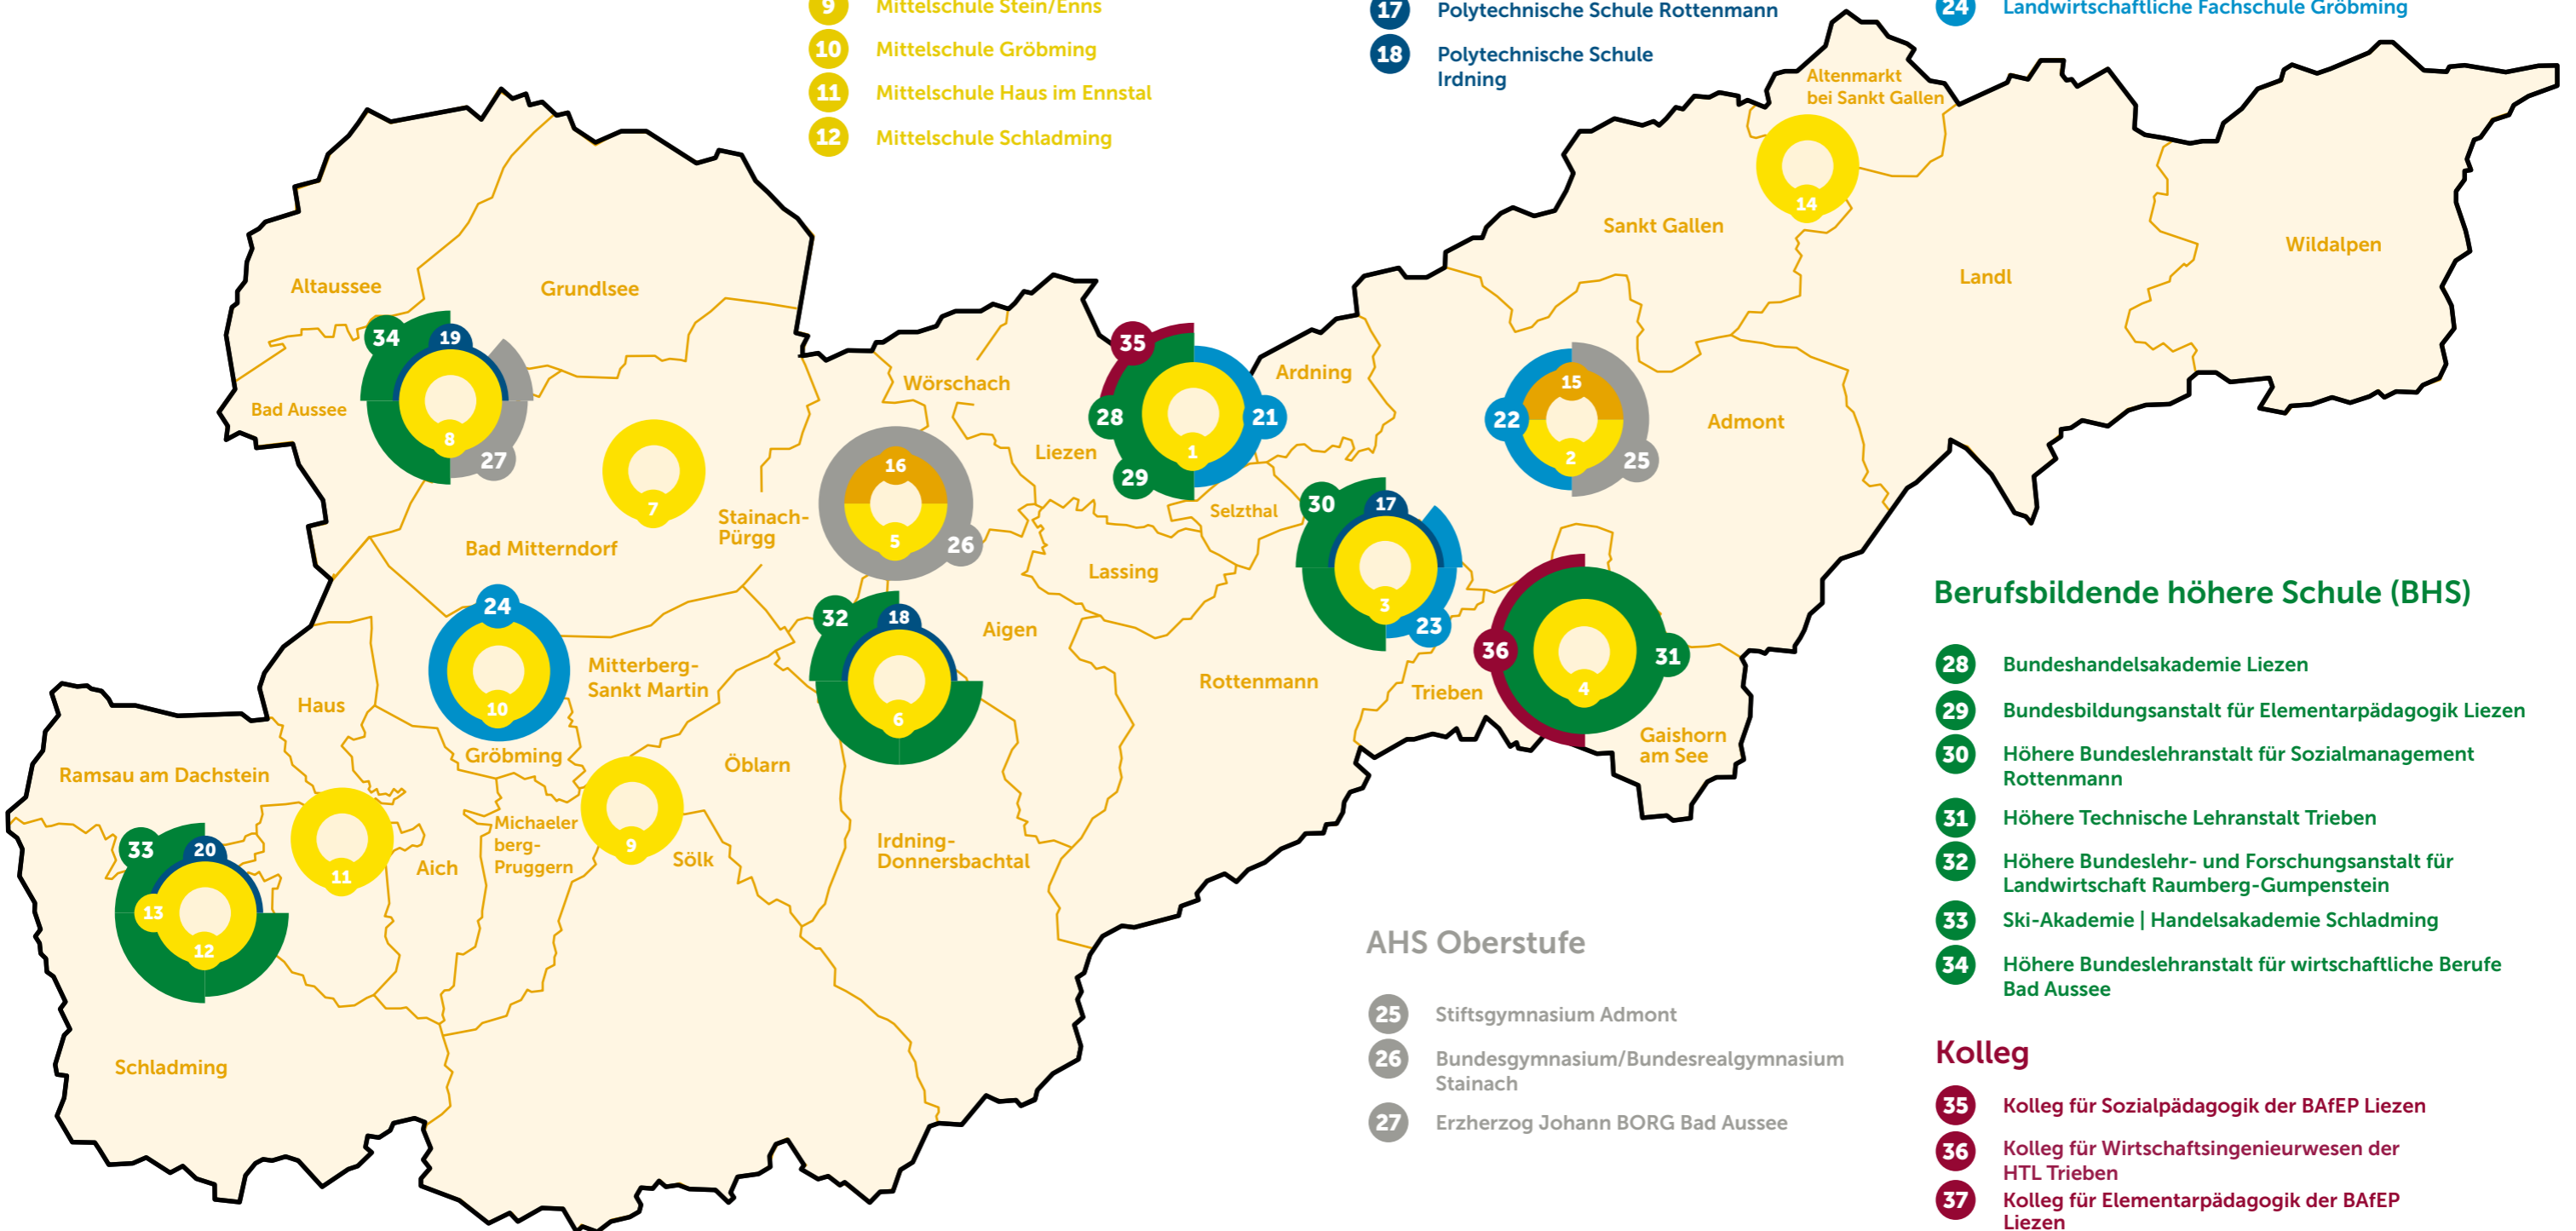 9 Mittelschule Stein/Enns
10 Mittelschule Gröbming
11 Mittelschule Haus im Ennstal
12 Mittelschule Schladming
17 Polytechnische Schule Rottenmann
18 Polytechnische Schule
Irdning
24 Landwirtschaftliche Fachschule Gröbming
Altenmarkt
bei Sankt Gallen
14
Sankt Gallen
Wildalpen
Landl
Altaussee
Grundlsee
34
19
35
Wörschach
Ardning
15
Bad Aussee
28
21
22
Admont
8
27
Liezen
1
2
25
16
29
7
30
17
Selzthal
Stainach-
Pürgg
5
26
Bad Mitterndorf
Lassing
24
3
32
18
23
Aigen
36
31
Mitterberg-
Sankt Martin
Rottenmann
Trieben
4
Haus
10
6
Gröbming
Gaishorn
am See
Ramsau am Dachstein
Öblarn
Michaeler
berg-
Pruggern
9
Sölk
Irdning-
Donnersbachtal
33
20
11
Aich
13
12
Schladming
AHS Oberstufe
25 Stiftsgymnasium Admont
26 Bundesgymnasium/Bundesrealgymnasium
Stainach
27 Erzherzog Johann BORG Bad Aussee
Berufsbildende höhere Schule (BHS)
28 Bundeshandelsakademie Liezen
29 Bundesbildungsanstalt für Elementarpädagogik Liezen
30 Höhere Bundeslehranstalt für Sozialmanagement
Rottenmann
31 Höhere Technische Lehranstalt Trieben
32 Höhere Bundeslehr- und Forschungsanstalt für
Landwirtschaft Raumberg-Gumpenstein
33 Ski-Akademie | Handelsakademie Schladming
34 Höhere Bundeslehranstalt für wirtschaftliche Berufe
Bad Aussee
Kolleg
35 Kolleg für Sozialpädagogik der BAfEP Liezen
36 Kolleg für Wirtschaftsingenieurwesen der
HTL Trieben
37 Kolleg für Elementarpädagogik der BAfEP
Liezen